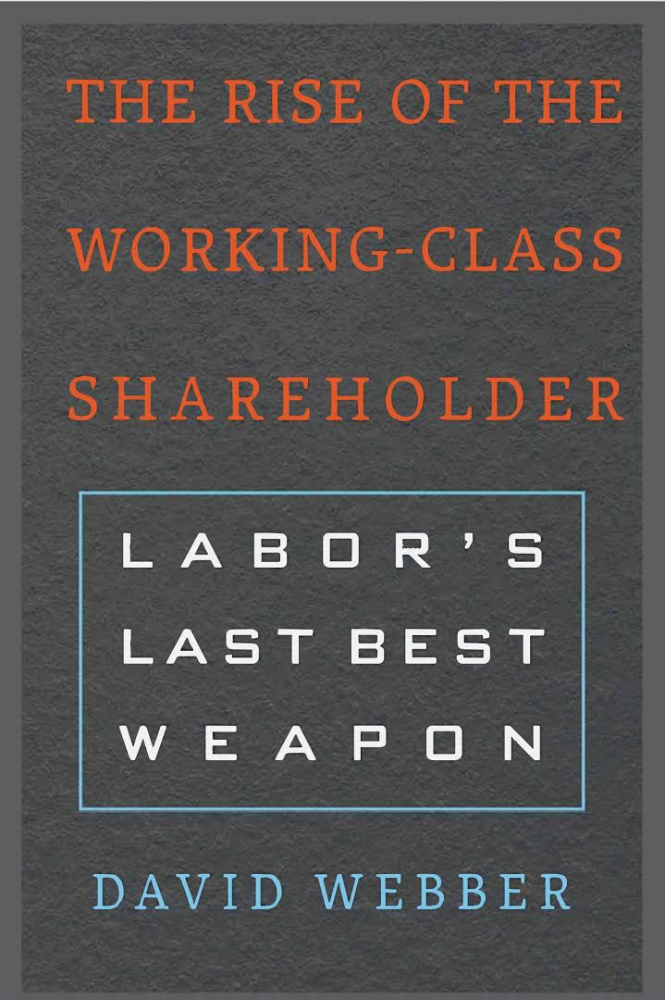 THE RISE OF THE
WORKING-CLASS
SHAREHOLDER
LABOR’S
LAST BEST
WEAPON
DAVID WEBBER